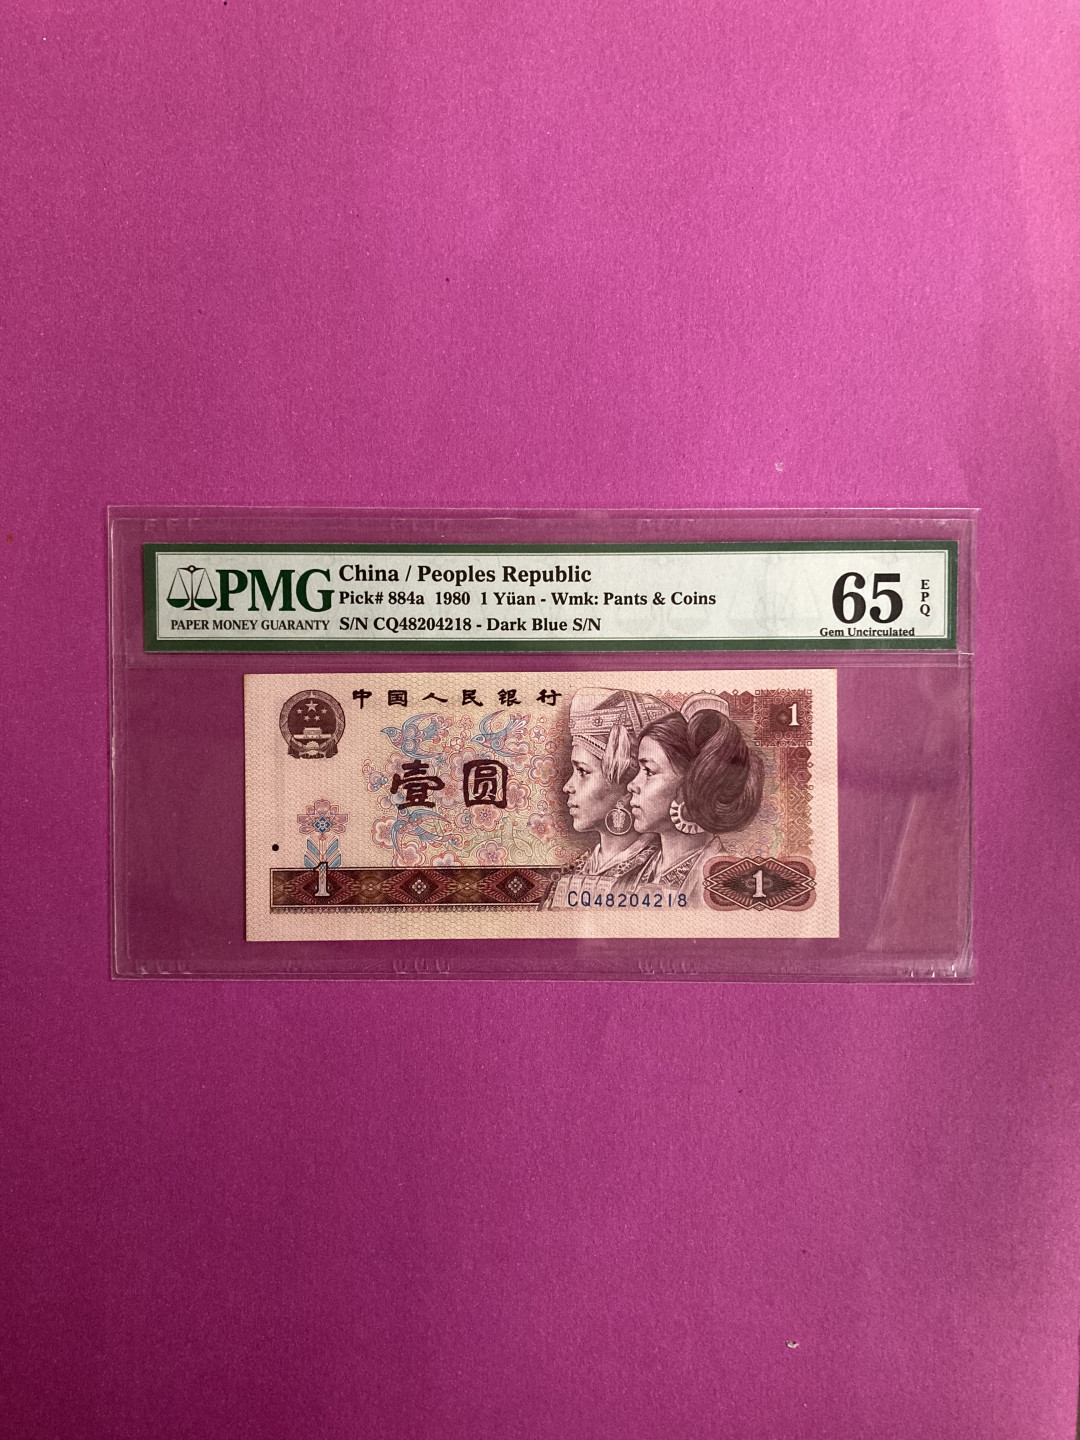 PMG
PAPER MONEY GUARANTY
China / Peoples Republic
Pick# 884a 1980 1 Yüan - Wmk: Pants & Coins
S/N CQ48204218 - Dark Blue S/N
65
Gem Uncirculated
EPQ
中国人民银行
1
壹圆
1
CQ48204218
1